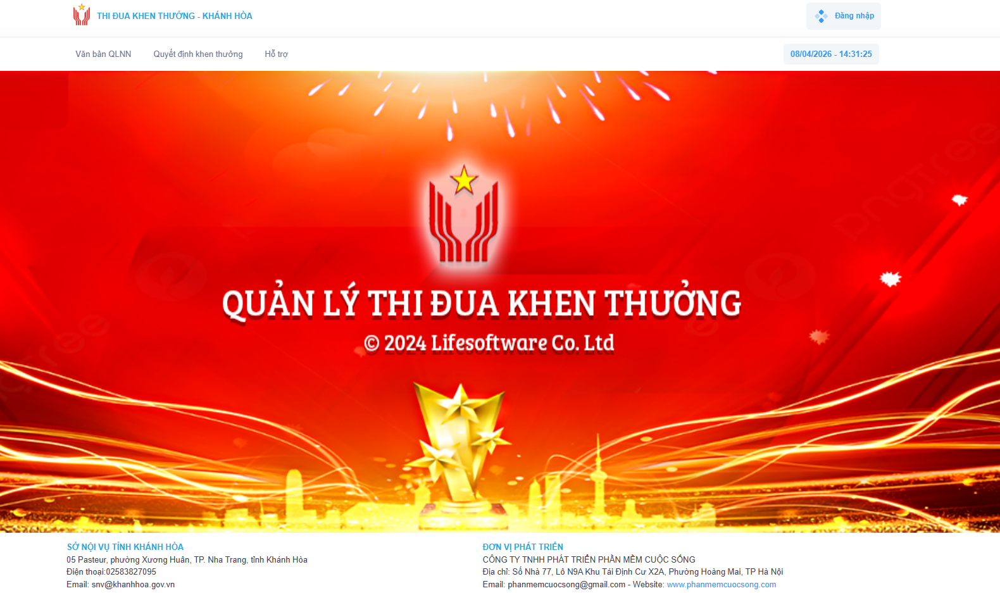 THI ĐUA KHEN THƯỞNG - KHÁNH HÒA
Đăng nhập
Văn bản QLNN
Quyết định khen thưởng
Hỗ trợ
08/04/2026 - 14:31:25
QUẢN LÝ THI ĐUA KHEN THƯỞNG
© 2024 Lifesoftware Co. Ltd
pngtree
pngtree
SỞ NỘI VỤ TỈNH KHÁNH HÒA
05 Pasteur, phường Xương Huân, TP. Nha Trang, tỉnh Khánh Hòa
Điện thoại:02583827095
Email: snv@khanhhoa.gov.vn
ĐƠN VỊ PHÁT TRIỂN
CÔNG TY TNHH PHÁT TRIỂN PHẦN MỀM CUỘC SỐNG
Địa chỉ: Số Nhà 77, Lô N9A Khu Tái Định Cư X2A, Phường Hoàng Mai, TP Hà Nội
Email: phanmemcuocsong@gmail.com - Website: www.phanmemcuocsong.com